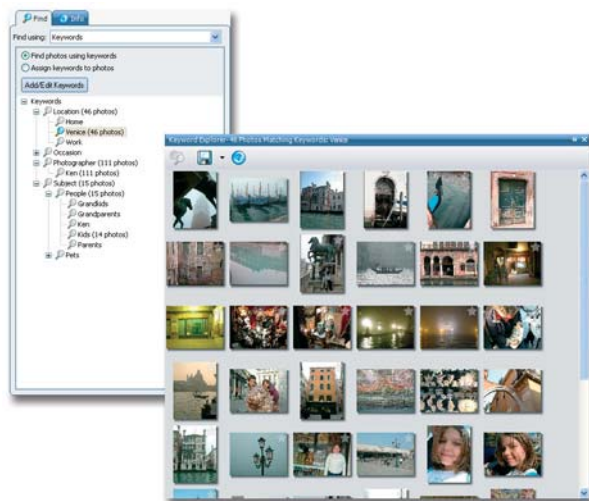 Find Info
Find using: Keywords
Find photos using keywords
Assign keywords to photos
Add/Edit Keywords
Keywords
Location (46 photos)
Home
Venice (46 photos)
Work
Occasion
Photographer (111 photos)
Ken (111 photos)
Subject (15 photos)
People (15 photos)
Grandkids
Grandparents
Ken
Kids (14 photos)
Parents
Pets
Keyword Explorer- 46 Photos Matching Keywords: Venice